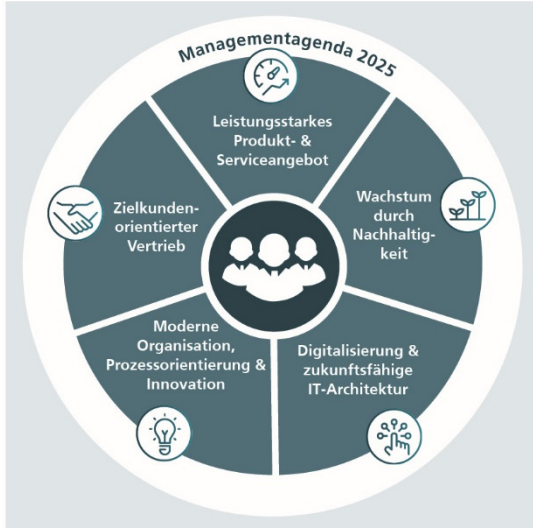 Managementagenda 2025
Leistungsstarkes
Produkt- &
Serviceangebot
Wachstum
durch
Nachhaltig-
keit
Digitalisierung &
zukunftsfähige
IT-Architektur
Moderne
Organisation,
Prozessorientierung &
Innovation
Zielkunden-
orientierter
Vertrieb